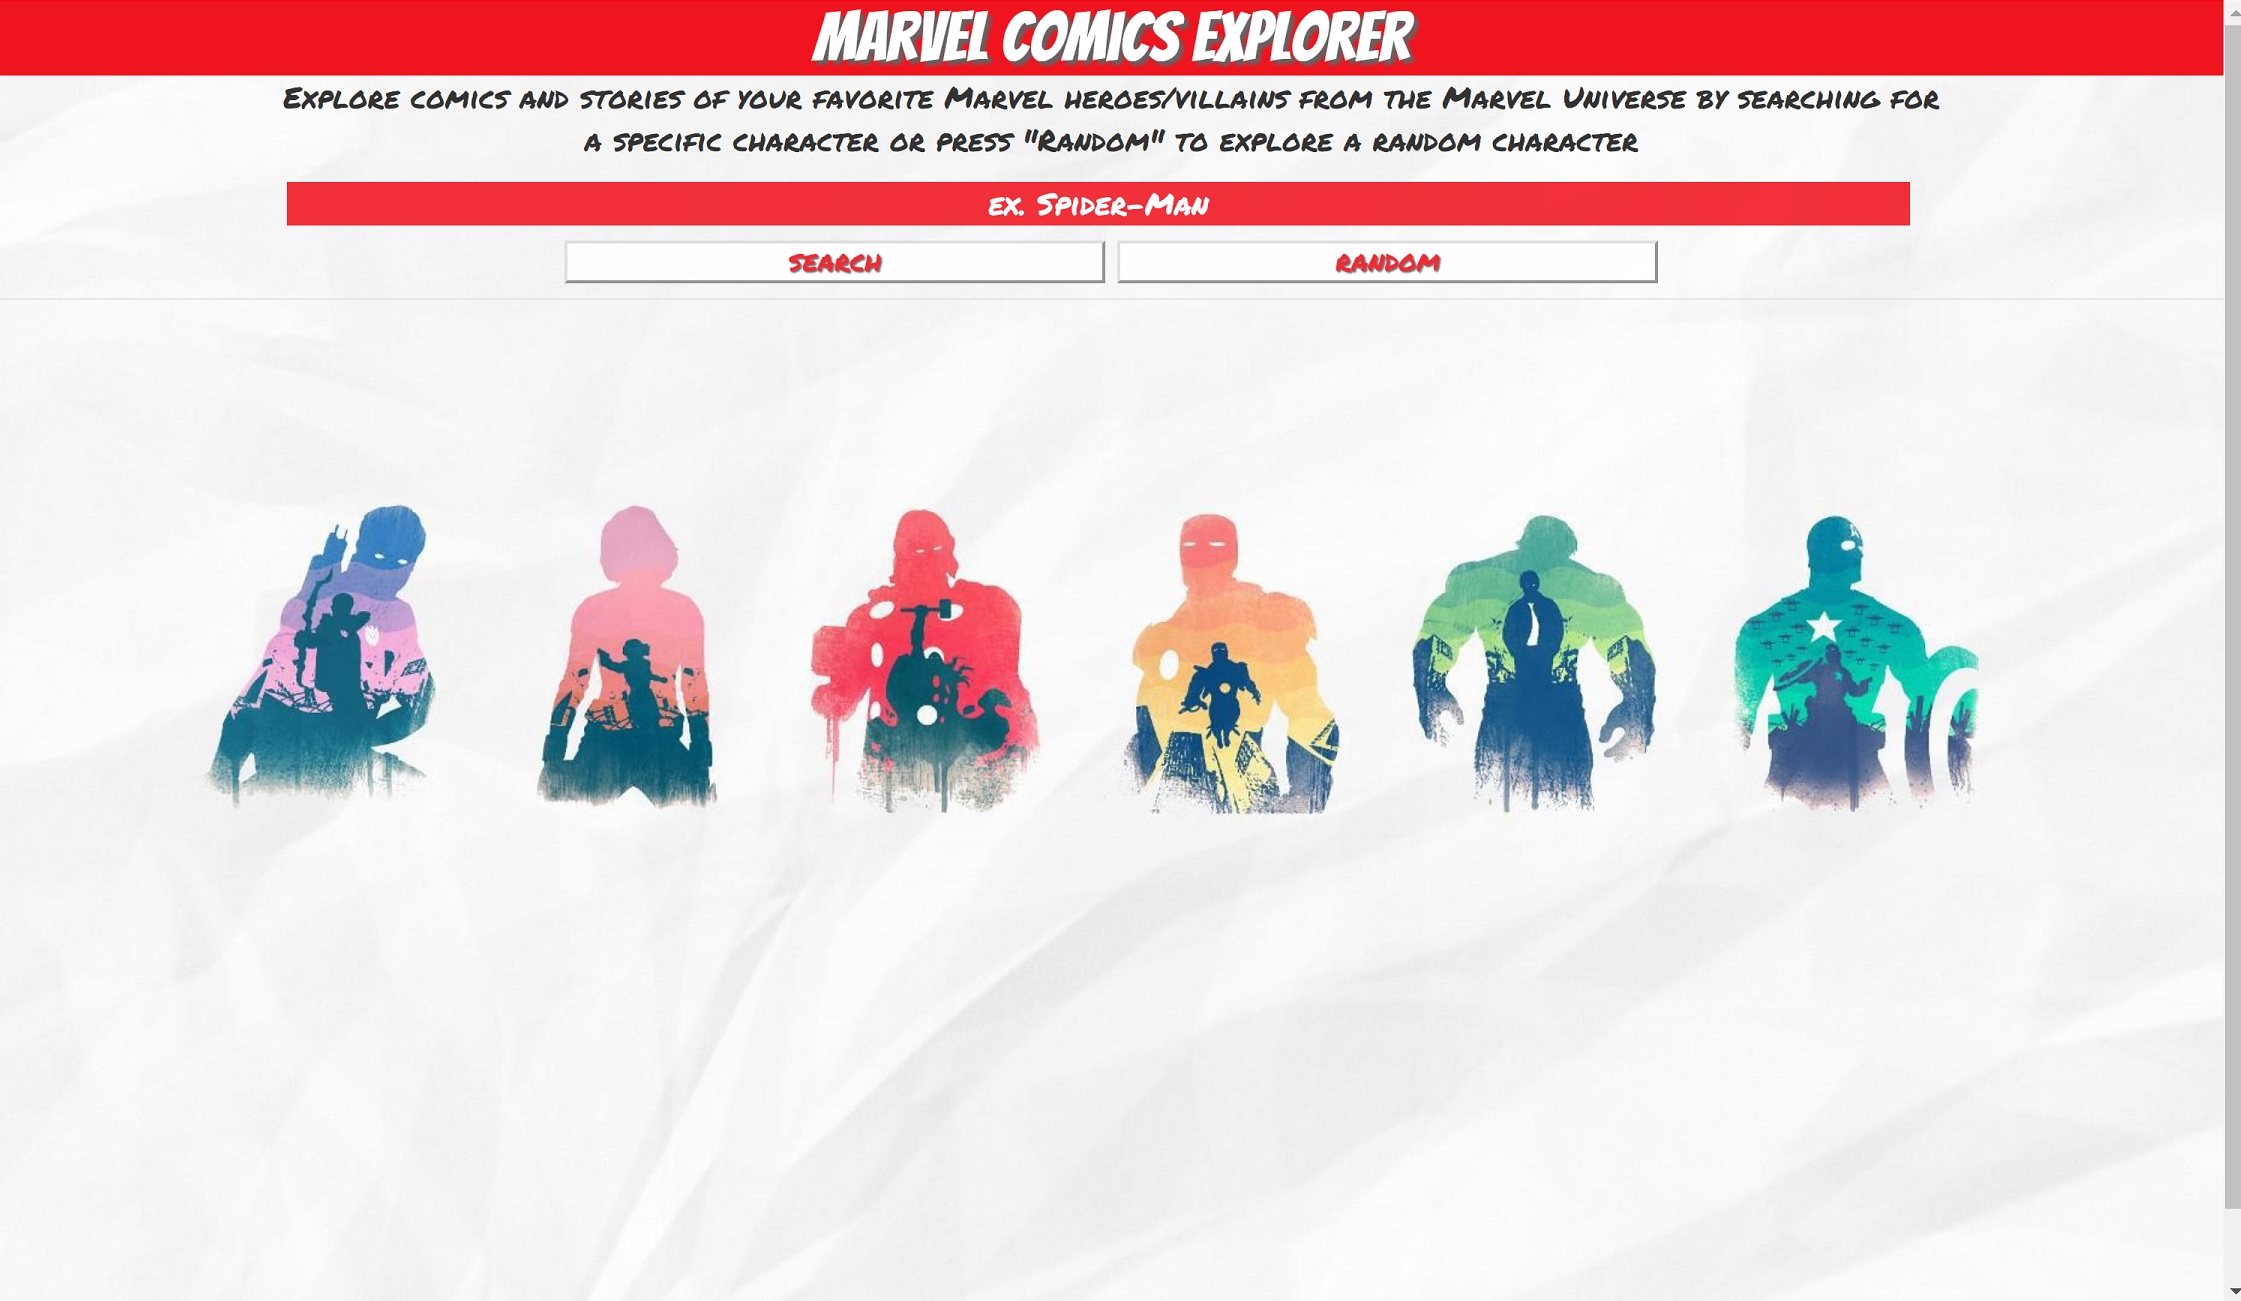 MARVEL COMICS EXPLORER
Explore comics and stories of your favorite Marvel heroes/villains from the Marvel Universe by searching for
a specific character or press "Random" to explore a random character
ex. Spider-Man
SEARCH
RANDOM